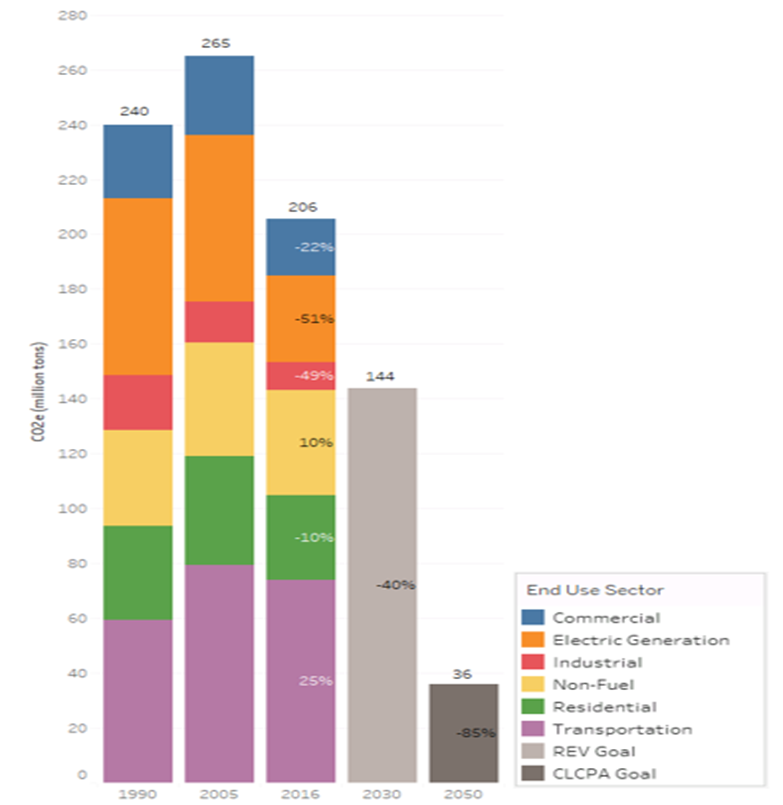 280
260
240
220
200
180
160
140
120
100
80
60
40
20
0
CO2e (million tons)
240
265
206
-22%
-51%
-49%
10%
-10%
25%
144
-40%
36
-85%
1990 2005 2016 2030 2050
End Use Sector
Commercial
Electric Generation
Industrial
Non-Fuel
Residential
Transportation
REV Goal
CLCPA Goal